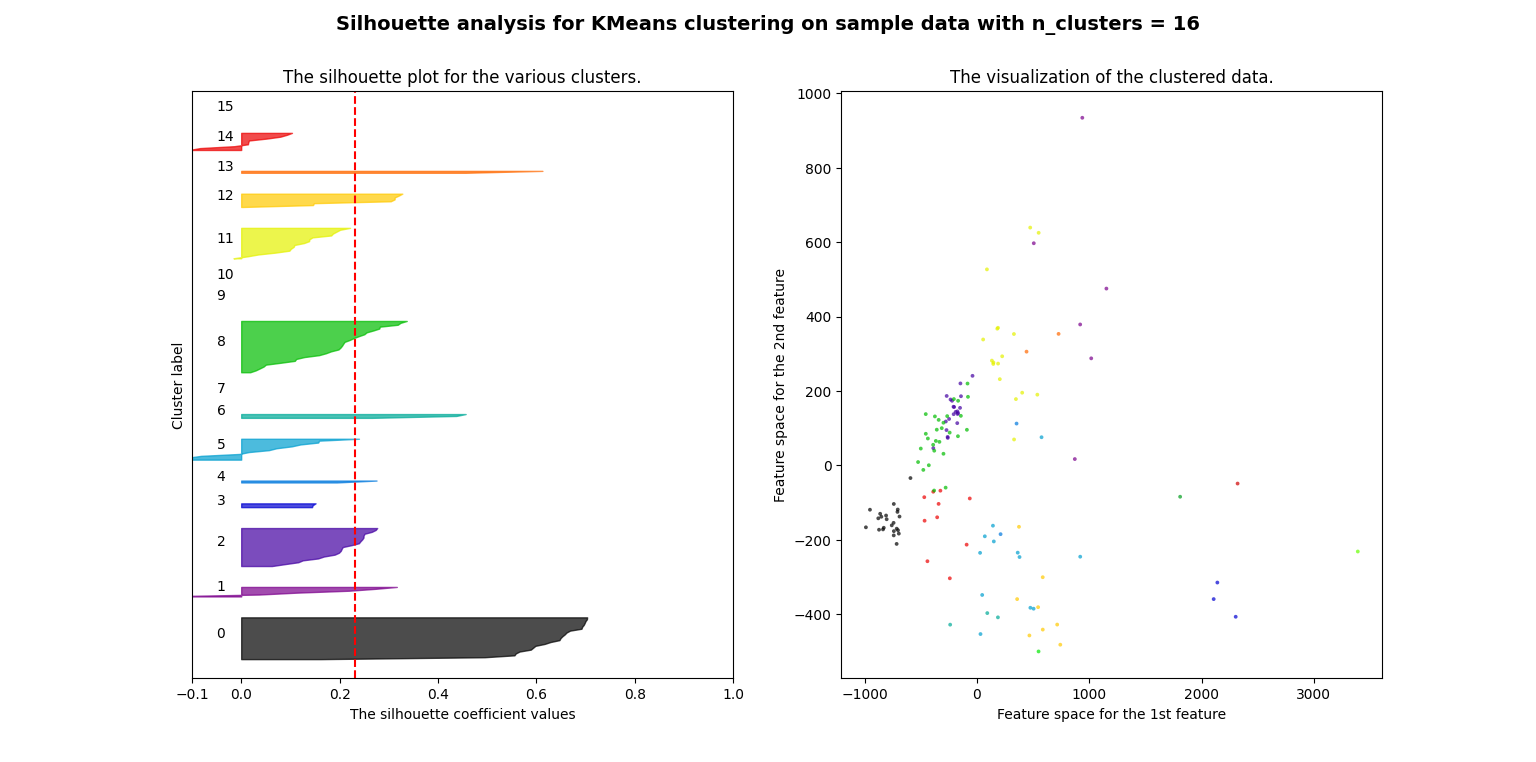 Silhouette analysis for KMeans clustering on sample data with n_clusters = 16
The silhouette plot for the various clusters.
15
14
13
12
11
10
9
8
7
6
5
4
3
2
1
0
Cluster label
−0.1 0.0 0.2 0.4 0.6 0.8 1.0
The silhouette coefficient values
The visualization of the clustered data.
1000
800
600
400
200
0
−200
−400
Feature space for the 2nd feature
−1000 0 1000 2000 3000
Feature space for the 1st feature